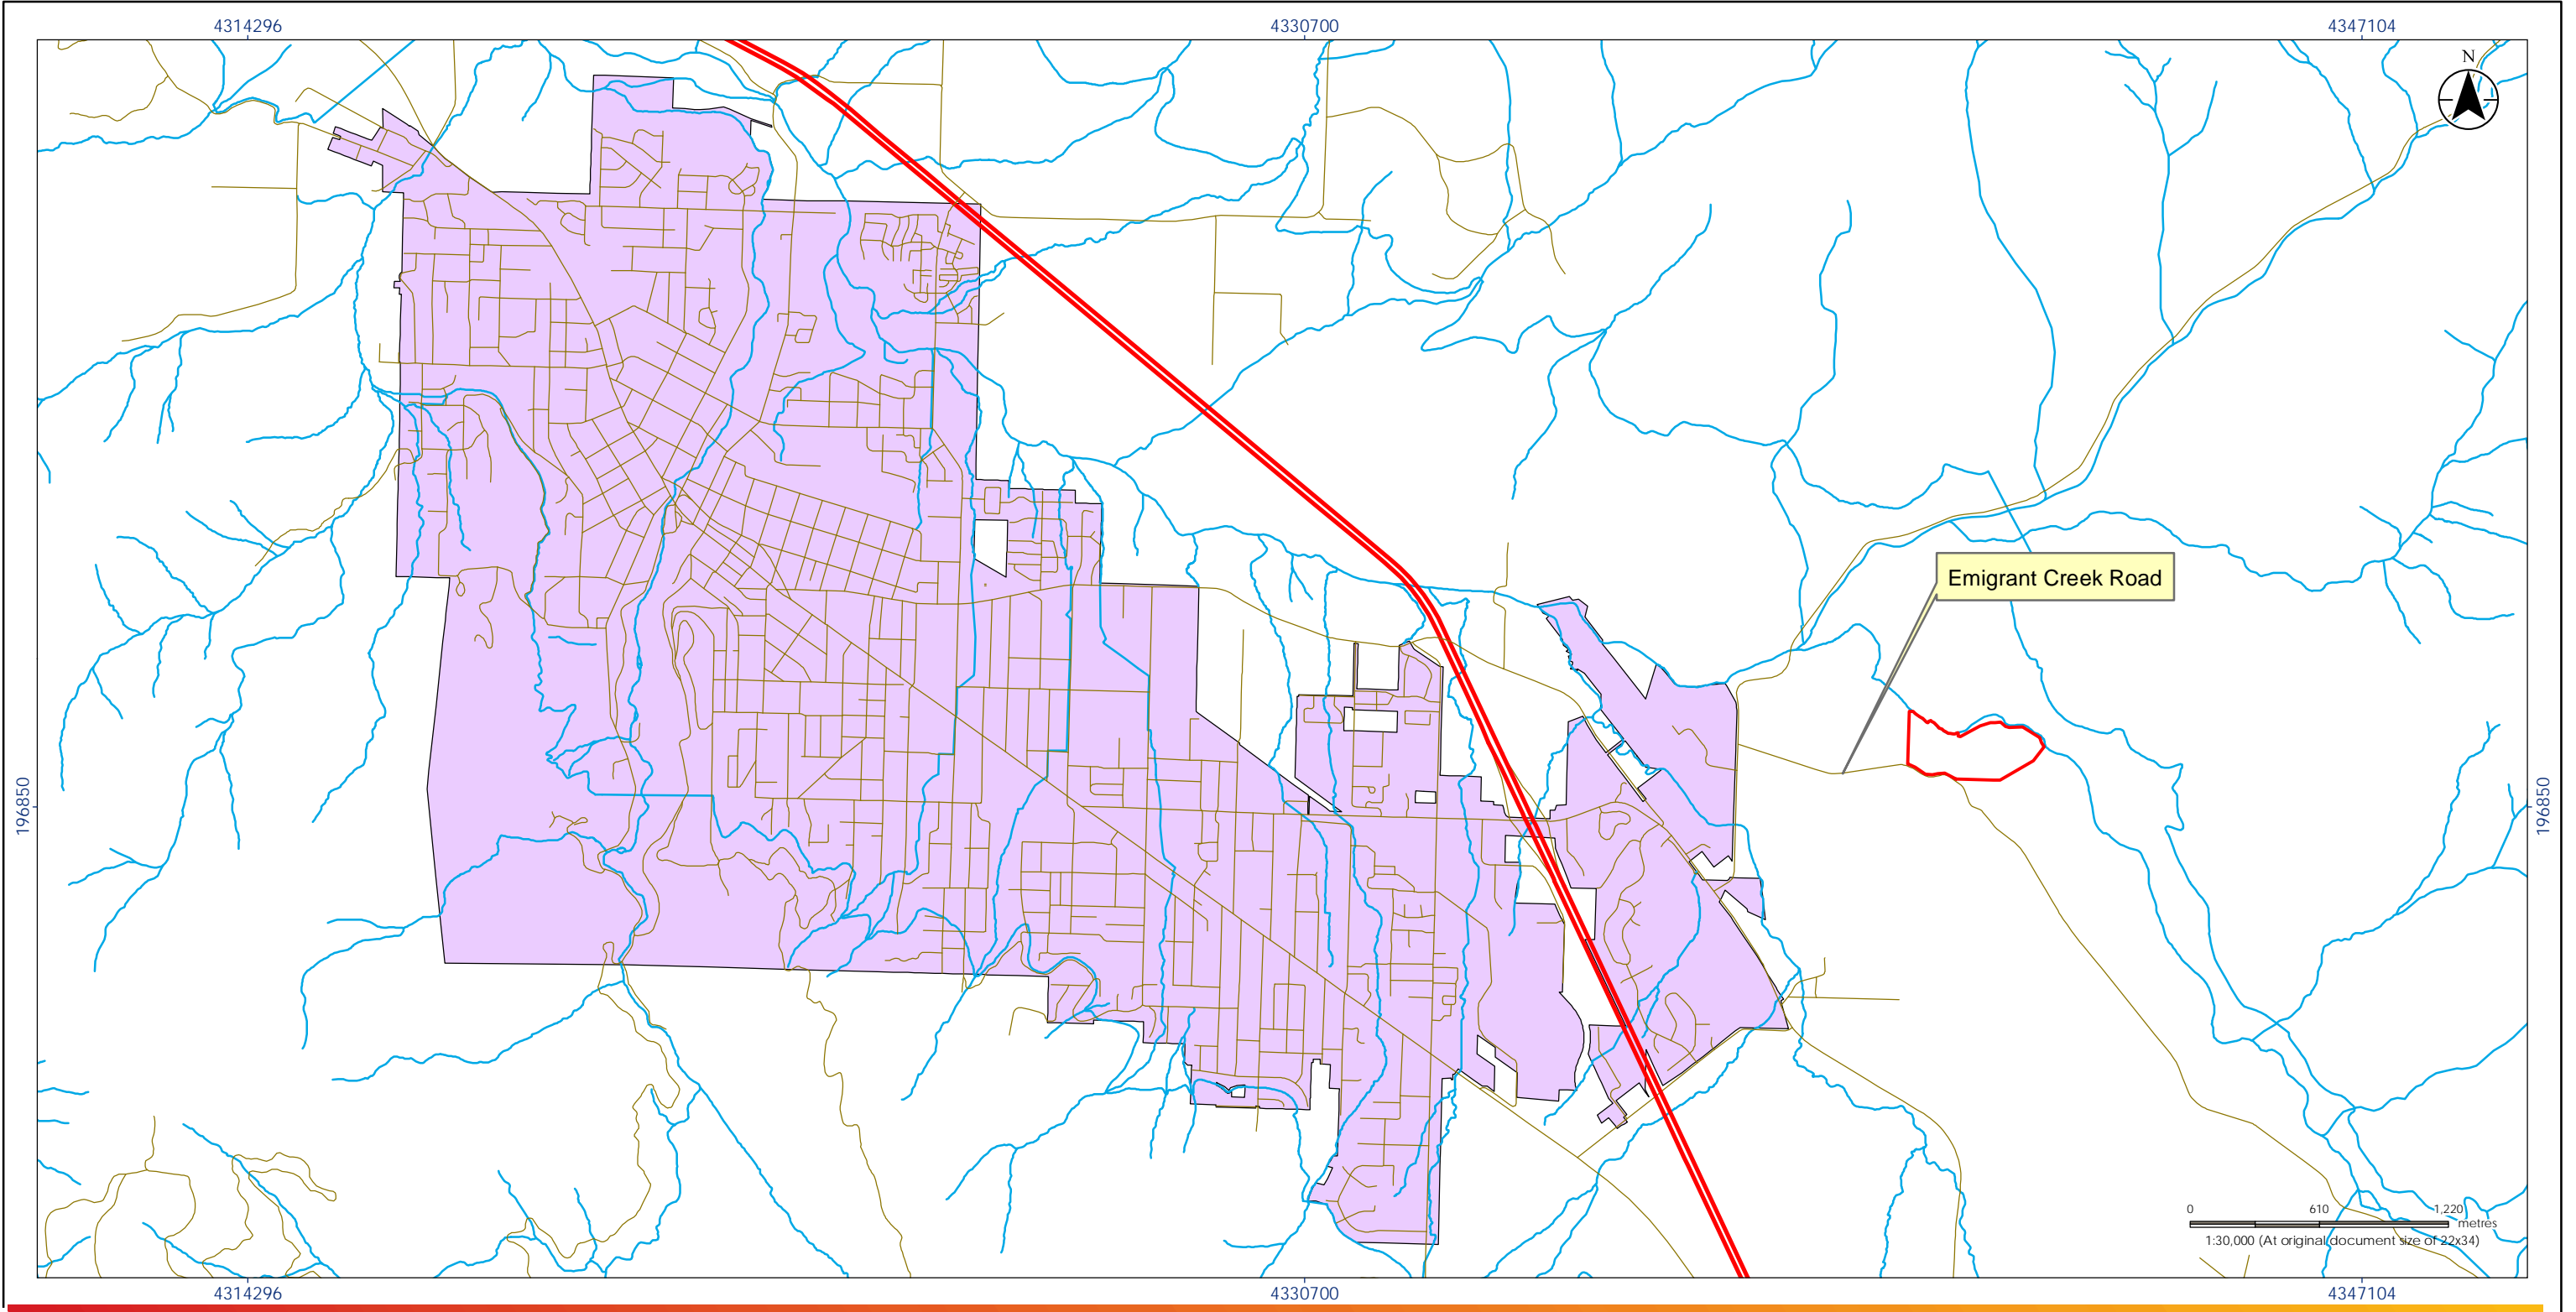 4314296
4330700
4347104
N
Emigrant Creek Road
196850
196850
0
610
1,220
metres
1:30,000 (At original document size of 22x34)
4314296
4330700
4347104